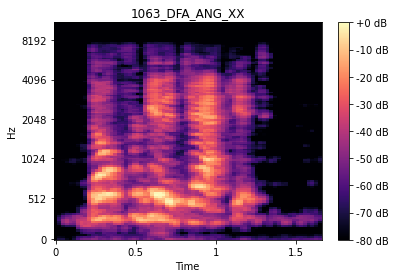 1063_DFA_ANG_XX
+0 dB
8192
-10 dB
4096
-20 dB
-30 dB
2048
Hz
-40 dB
1024
-50 dB
512
-60 dB
-70 dB
0
-80 dB
0 0.5 1 1.5
Time